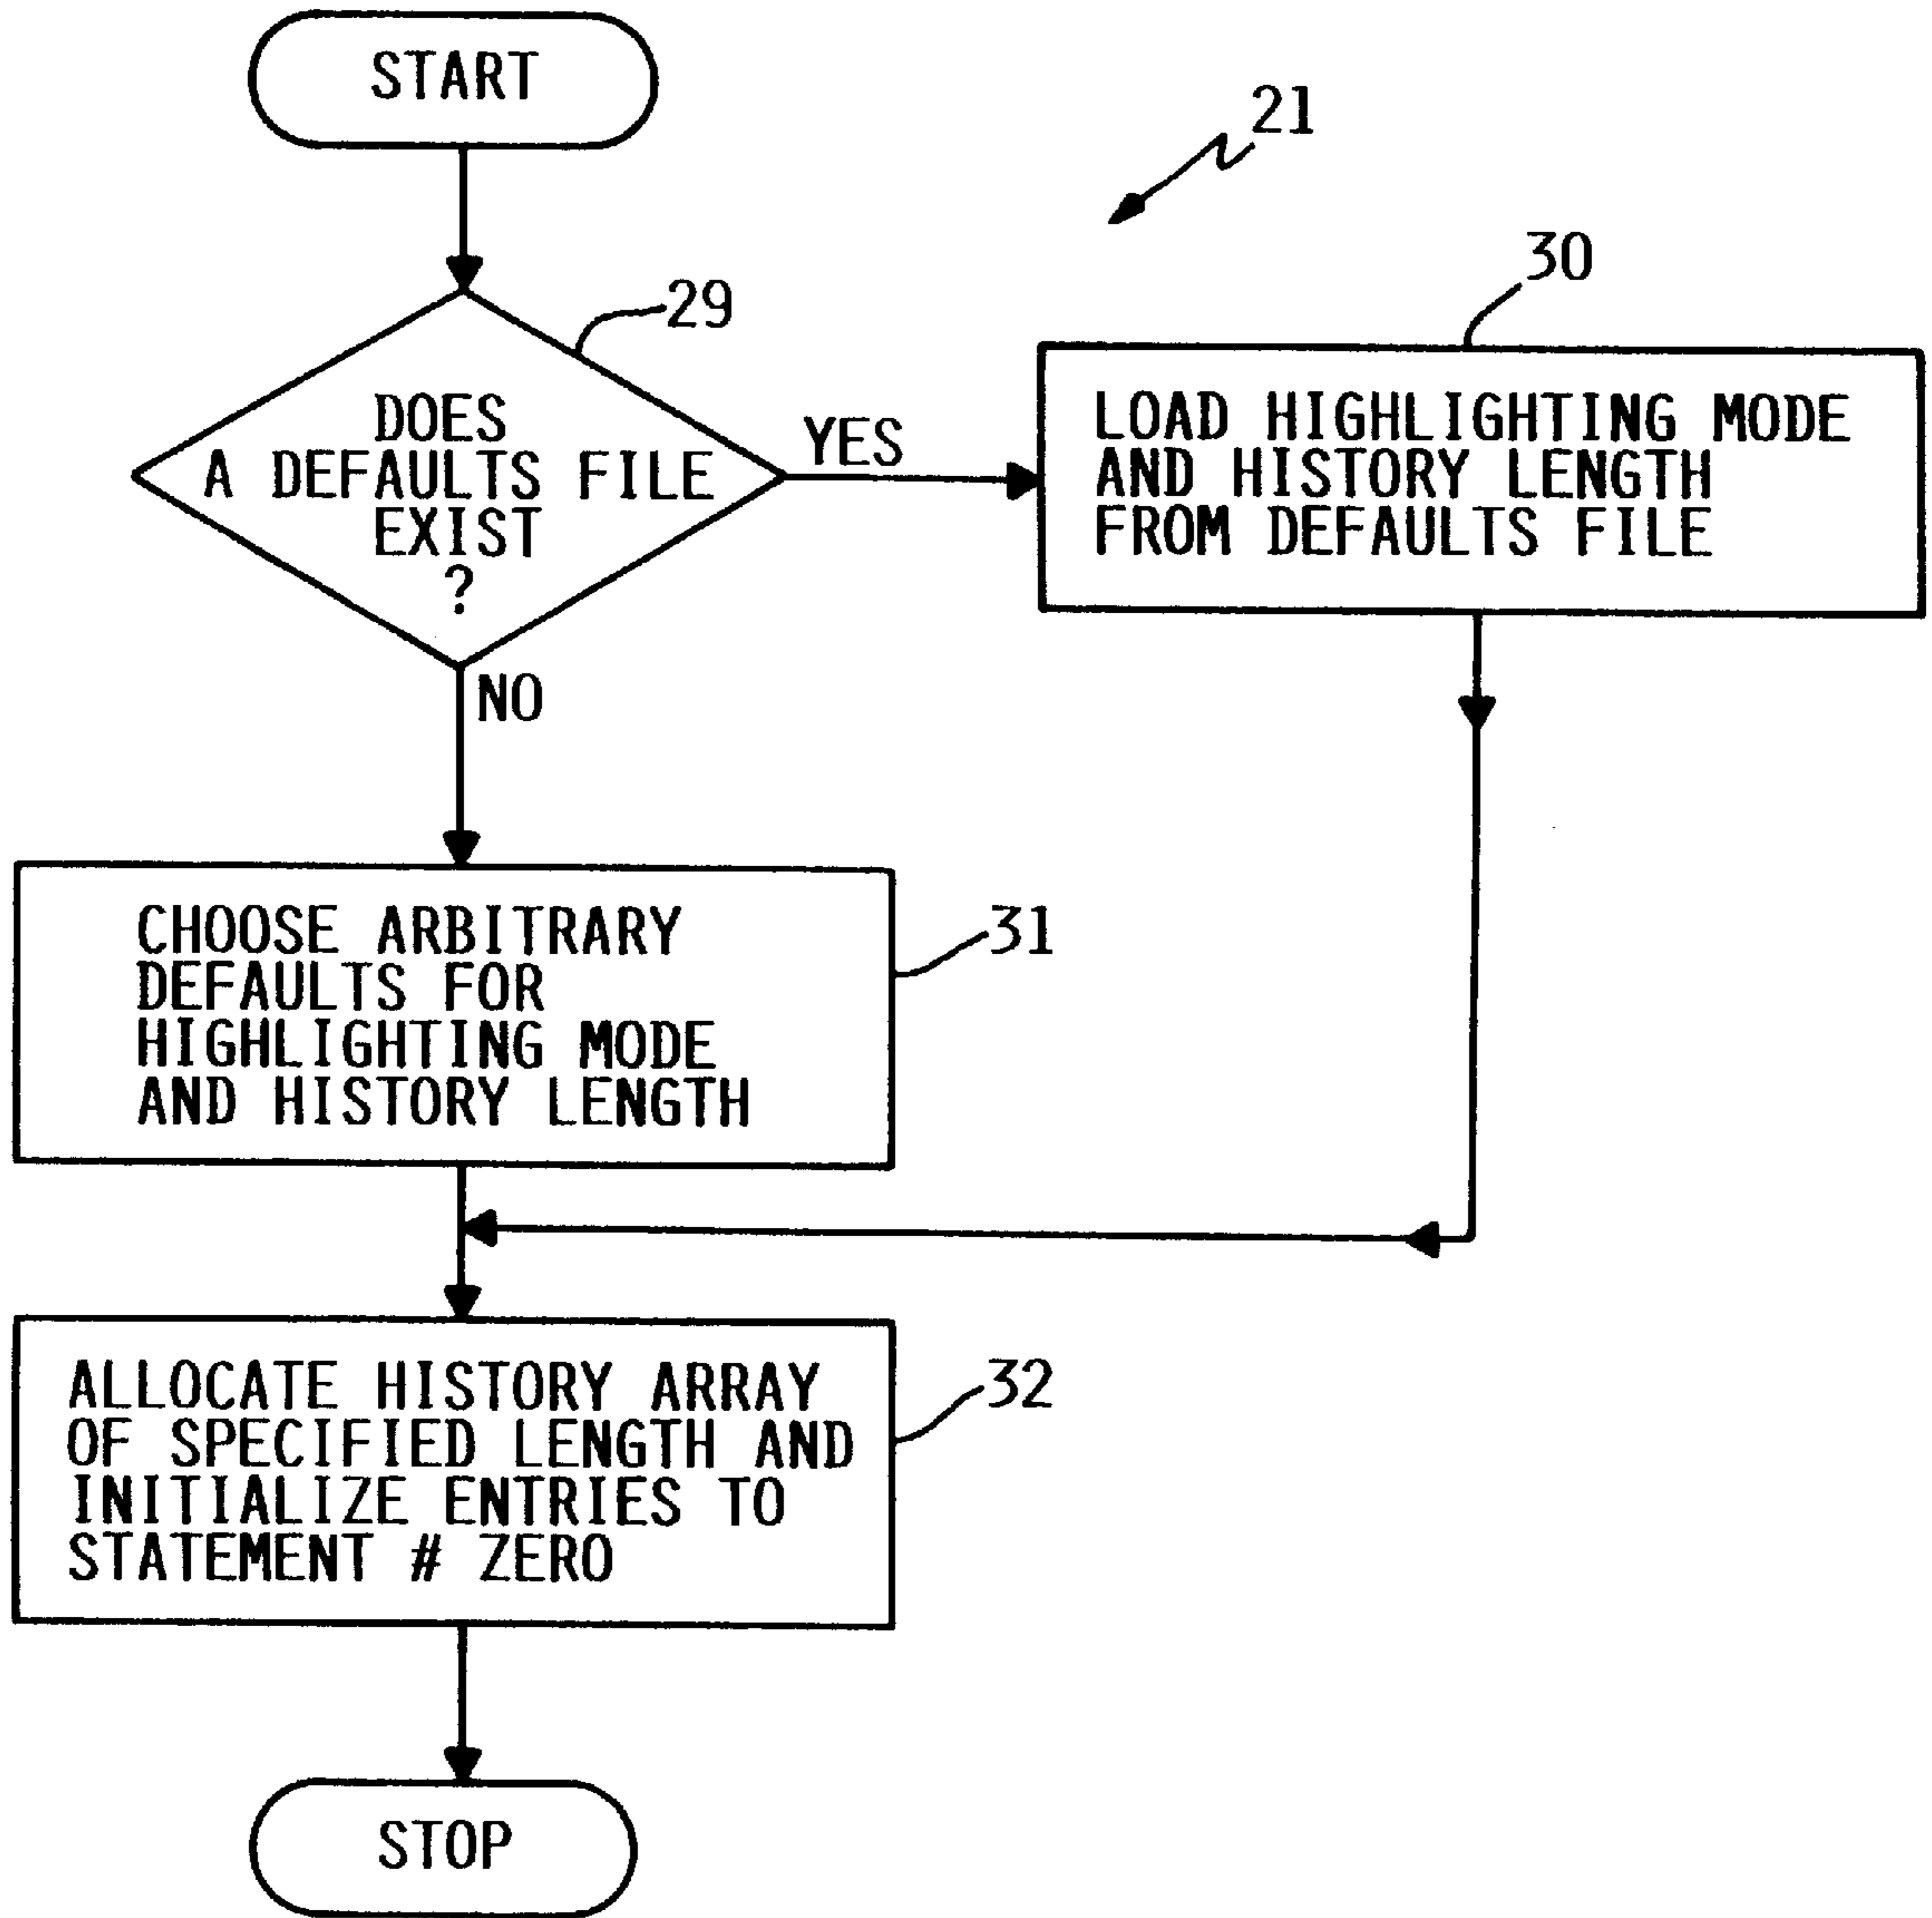 START
21
29
30
DOES
A DEFAULTS FILE
EXIST
?
YES
LOAD HIGHLIGHTING MODE
AND HISTORY LENGTH
FROM DEFAULTS FILE
NO
CHOOSE ARBITRARY
DEFAULTS FOR
HIGHLIGHTING MODE
AND HISTORY LENGTH
31
ALLOCATE HISTORY ARRAY
OF SPECIFIED LENGTH AND
INITIALIZE ENTRIES TO
STATEMENT # ZERO
32
STOP